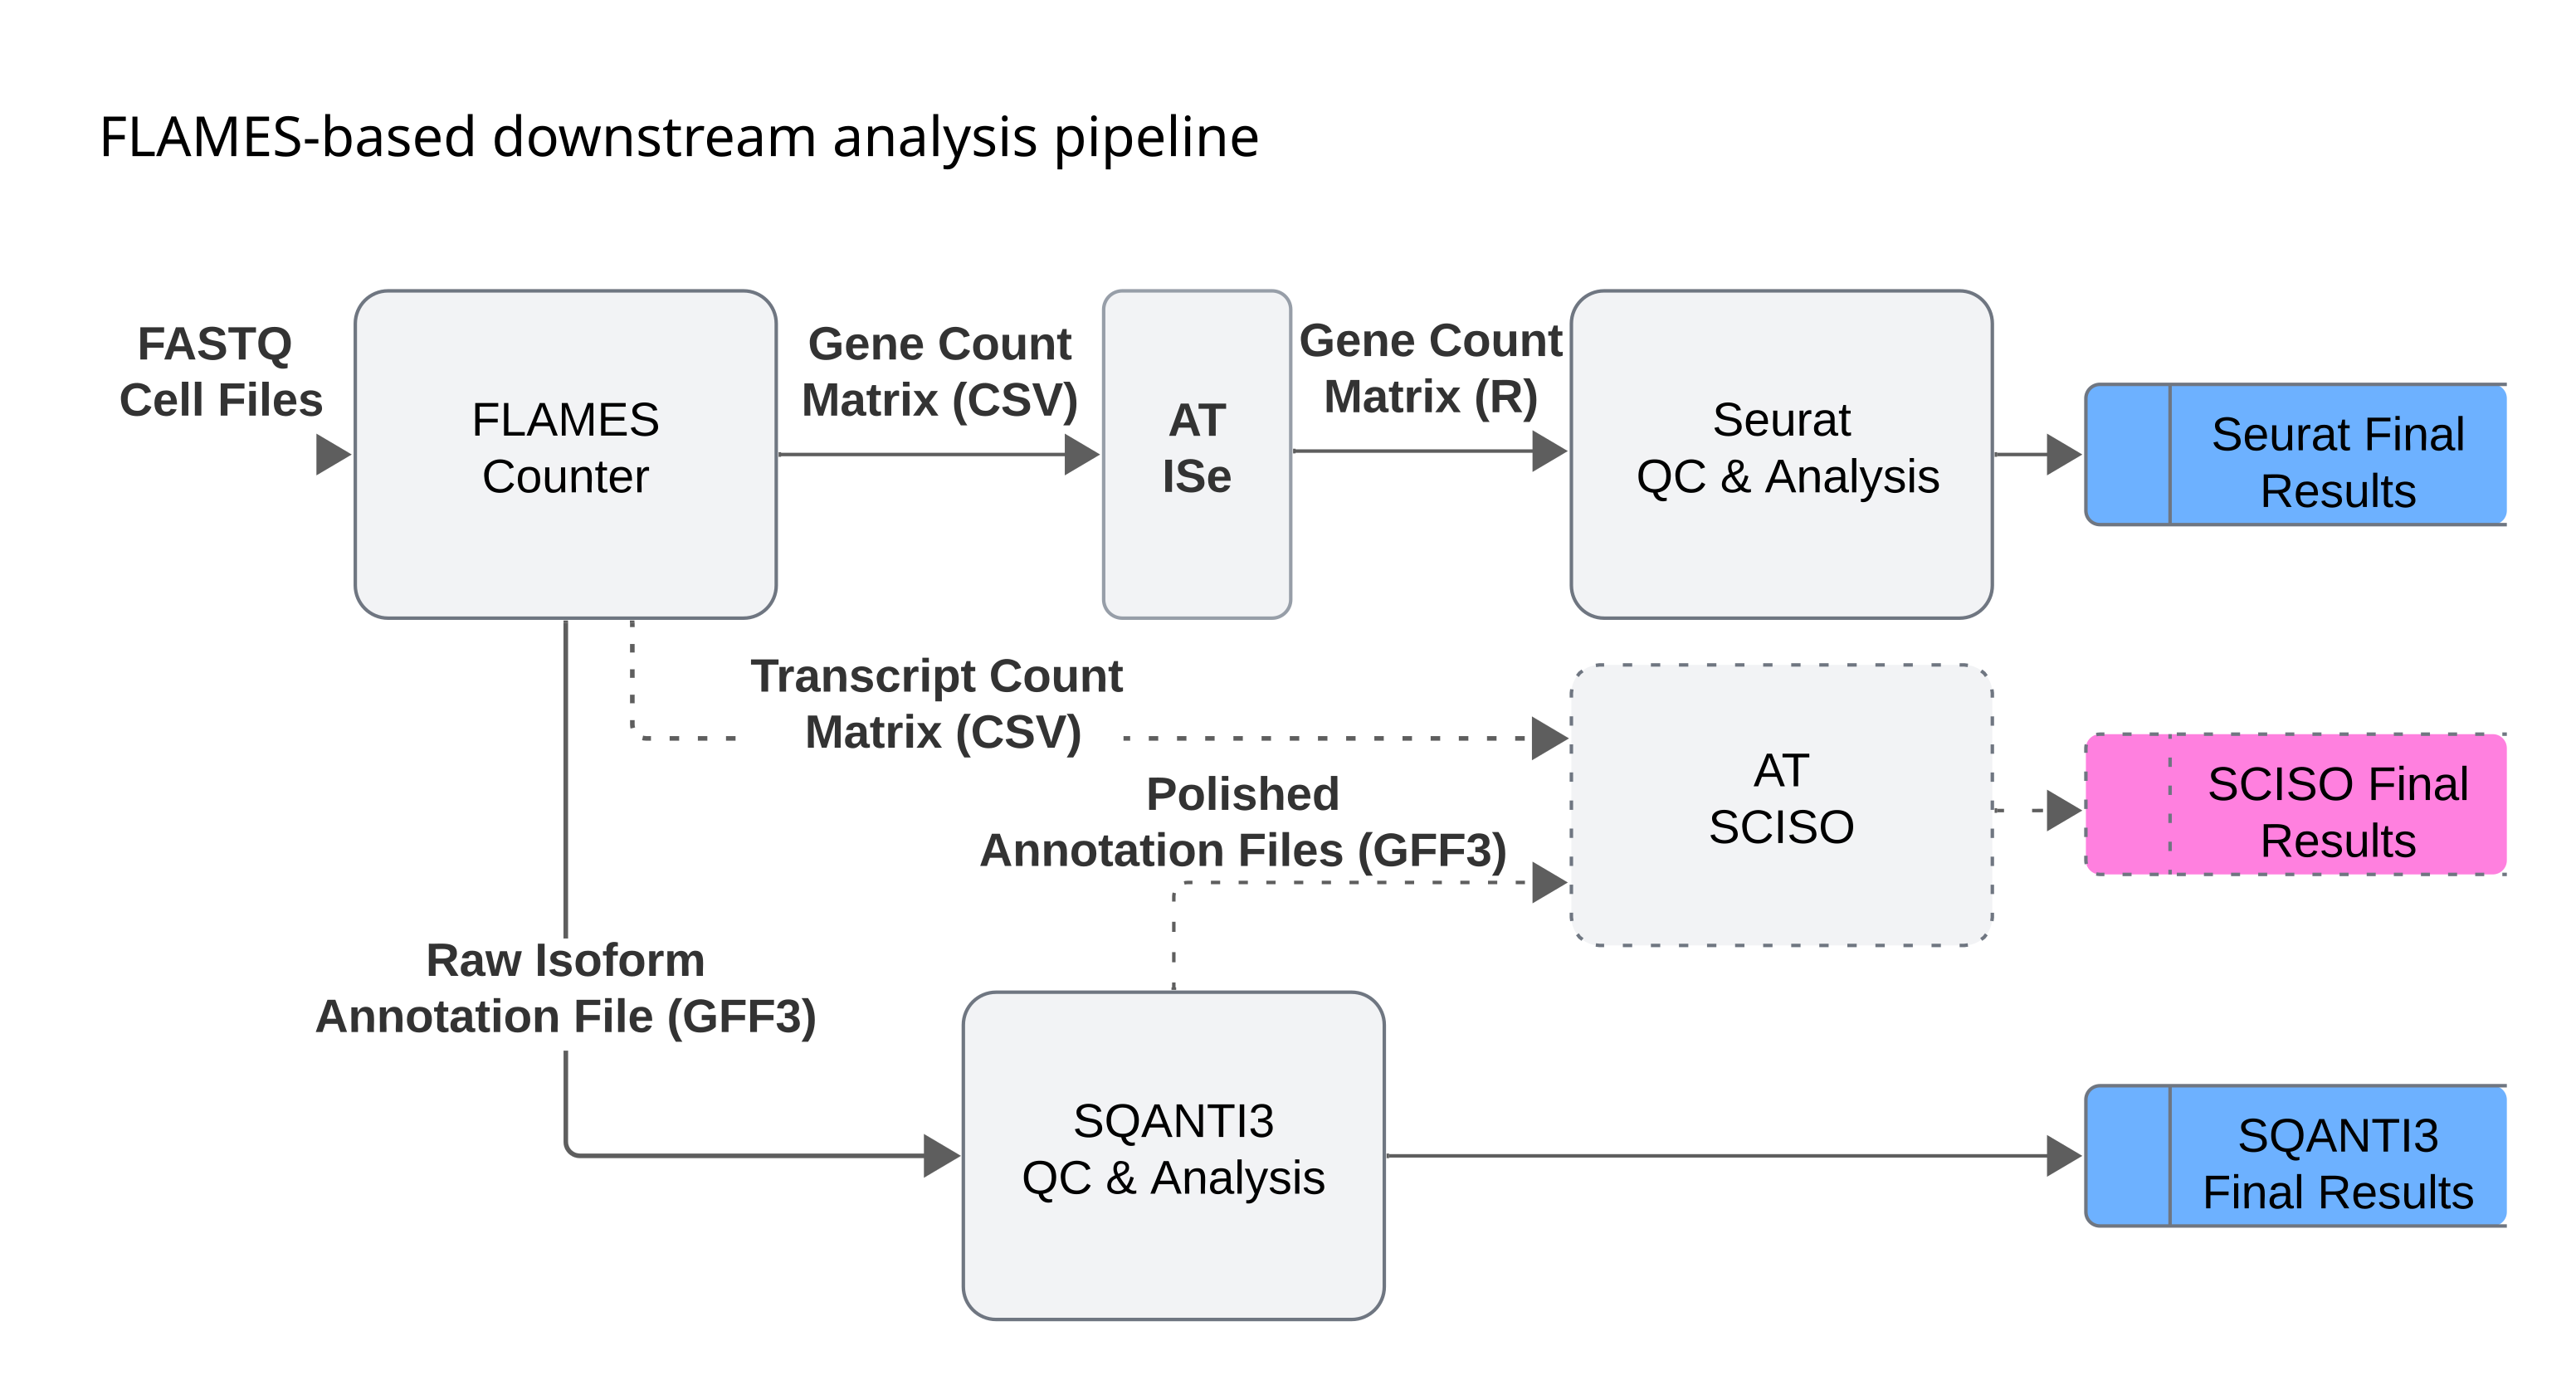 FLAMES-based downstream analysis pipeline
FASTQ
Cell Files
FLAMES
Counter
Gene Count
Matrix (CSV)
AT
ISe
Gene Count
Matrix (R)
Seurat
QC & Analysis
Seurat Final
Results
Transcript Count
Matrix (CSV)
Polished
Annotation Files (GFF3)
AT
SCISO
SCISO Final
Results
Raw Isoform
Annotation File (GFF3)
SQANTI3
QC & Analysis
SQANTI3
Final Results